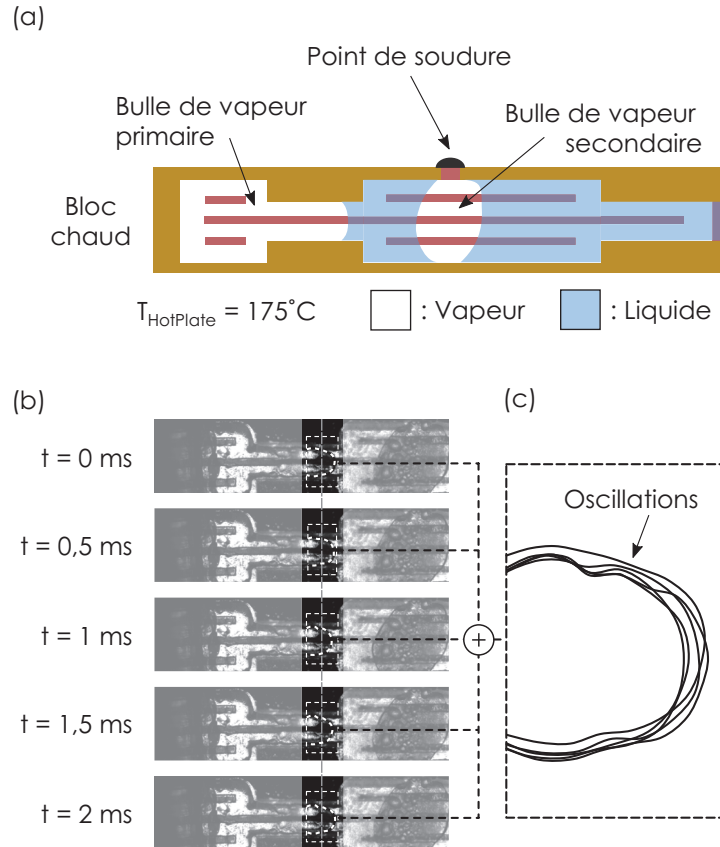 (a)
Point de soudure
Bulle de vapeur
primaire
Bulle de vapeur
secondaire
Bloc
chaud
T_HotPlate = 175°C
: Vapeur
: Liquide
(b)
(c)
t = 0 ms
t = 0,5 ms
t = 1 ms
t = 1,5 ms
t = 2 ms
Oscillations
+